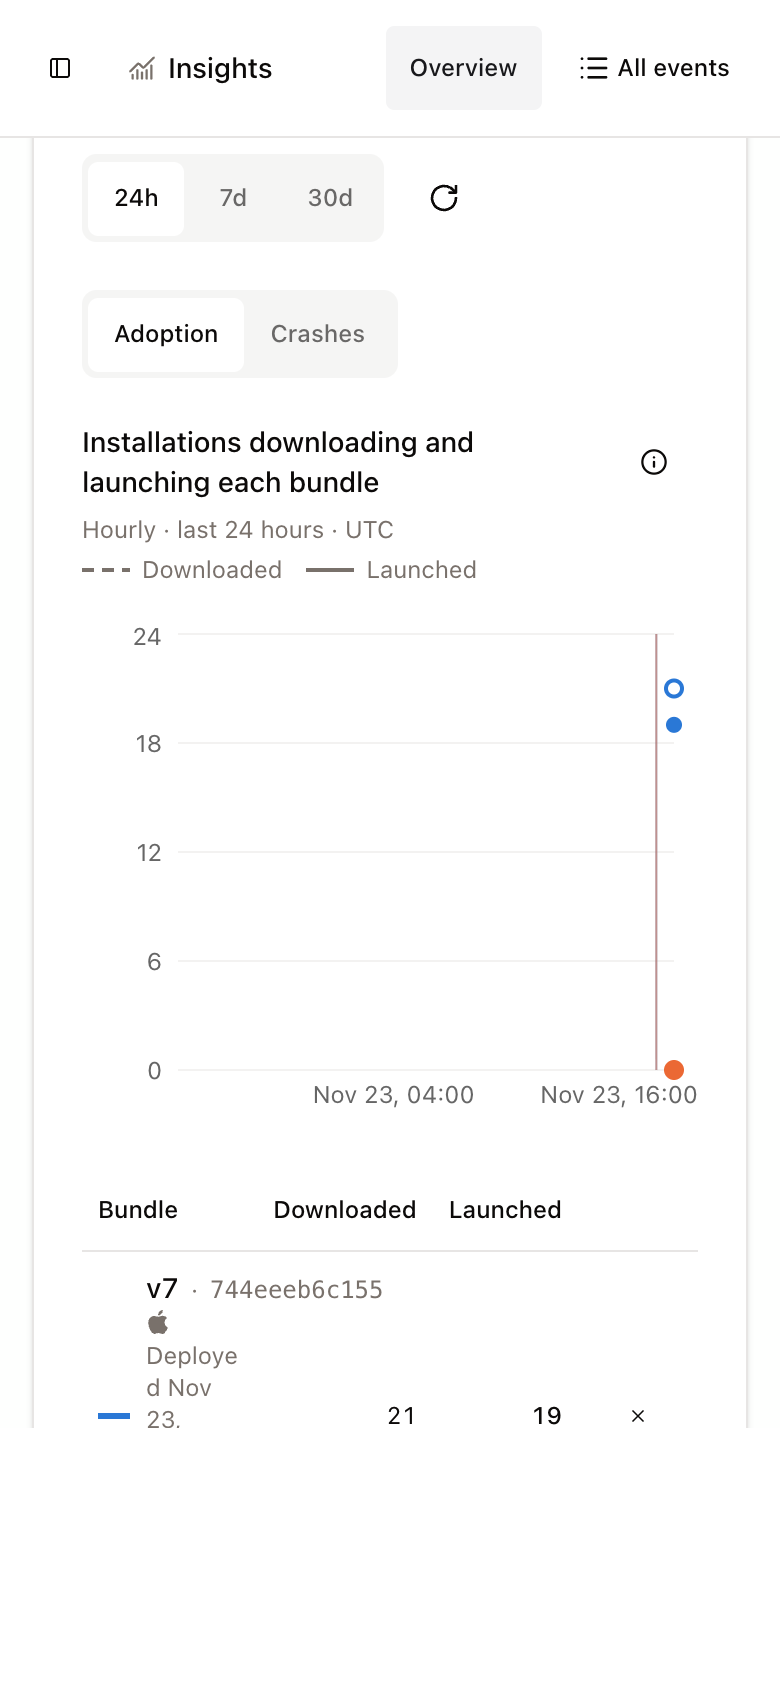 Insights
Overview
All events
24h
7d
30d
Adoption
Crashes
Installations downloading and
launching each bundle
Hourly · last 24 hours · UTC
Downloaded
Launched
24
18
12
6
0
Nov 23, 04:00
Nov 23, 16:00
Bundle
Downloaded
Launched
v7 · 744eeeb6c155
Deploye
d Nov
23,
21
19